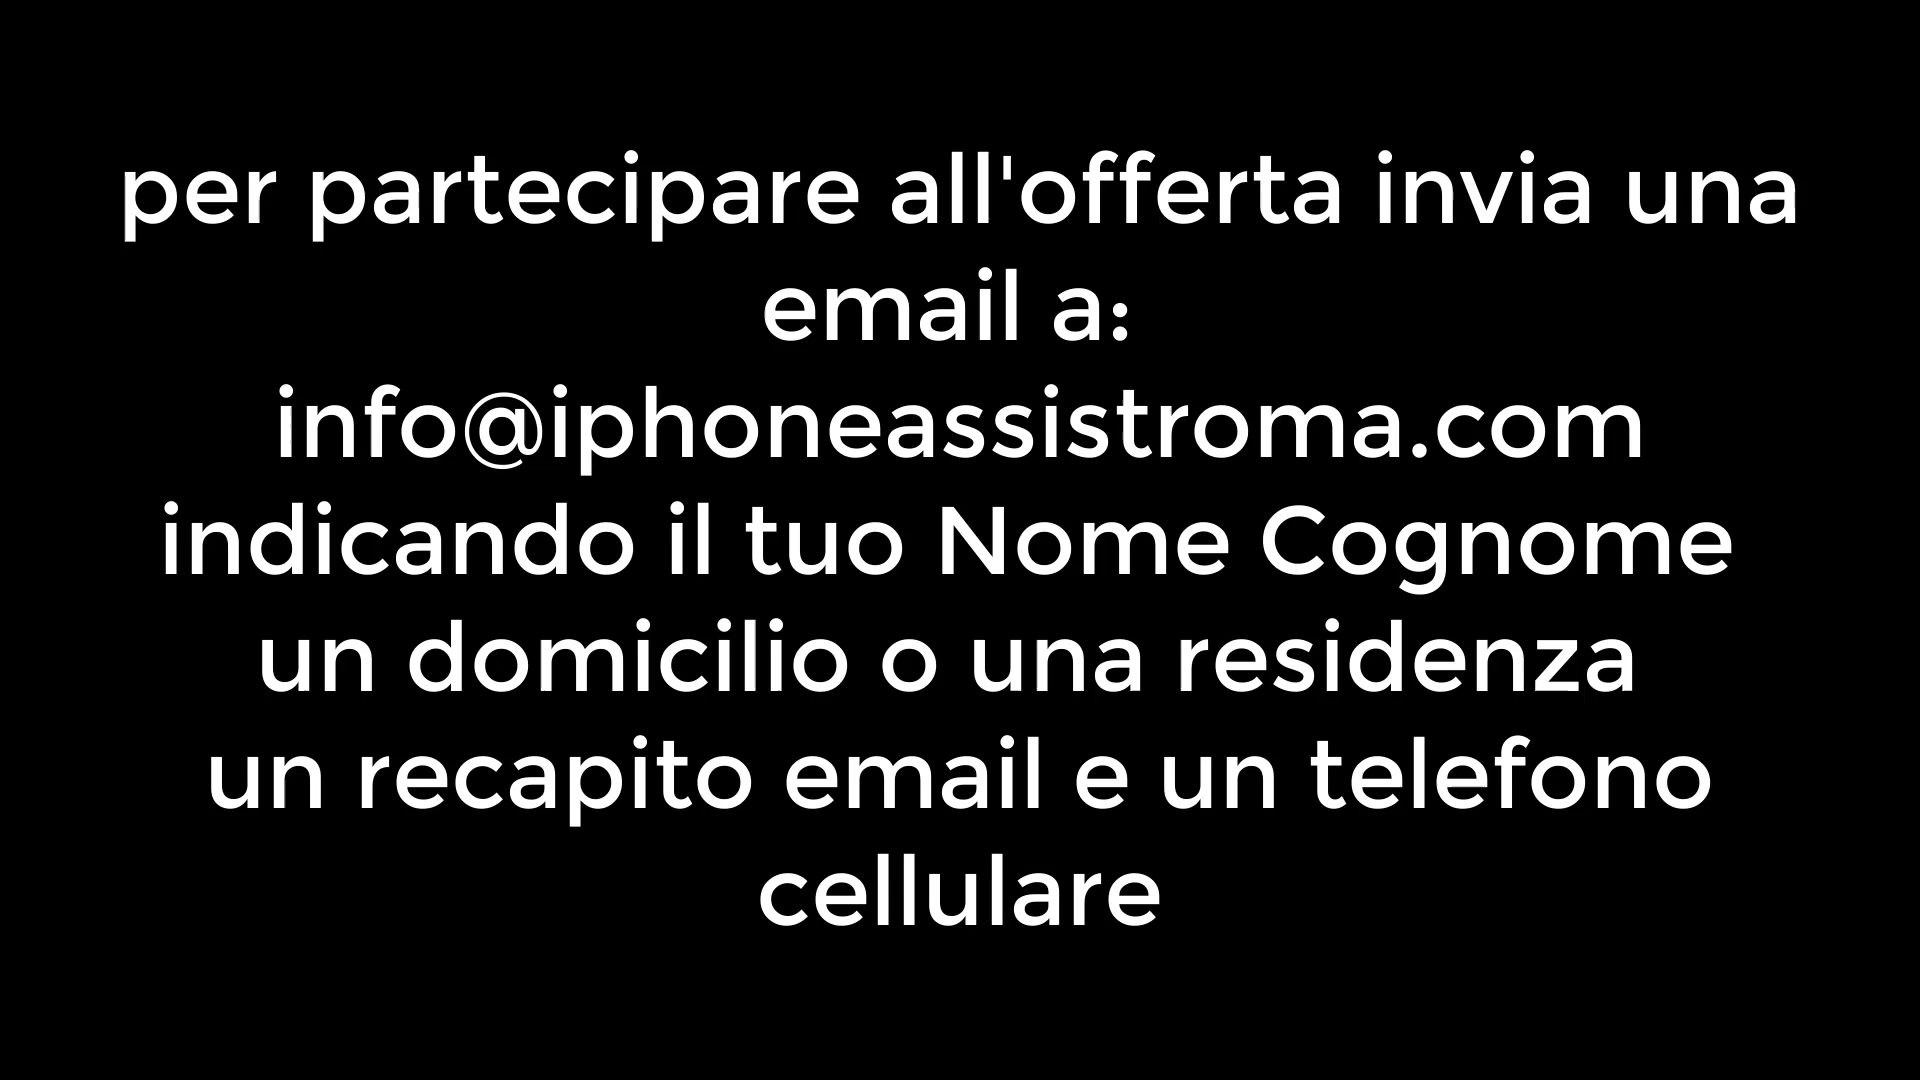 per partecipare all'offerta invia una
email a:
info@iphoneassistroma.com
indicando il tuo Nome Cognome
un domicilio o una residenza
un recapito email e un telefono
cellulare